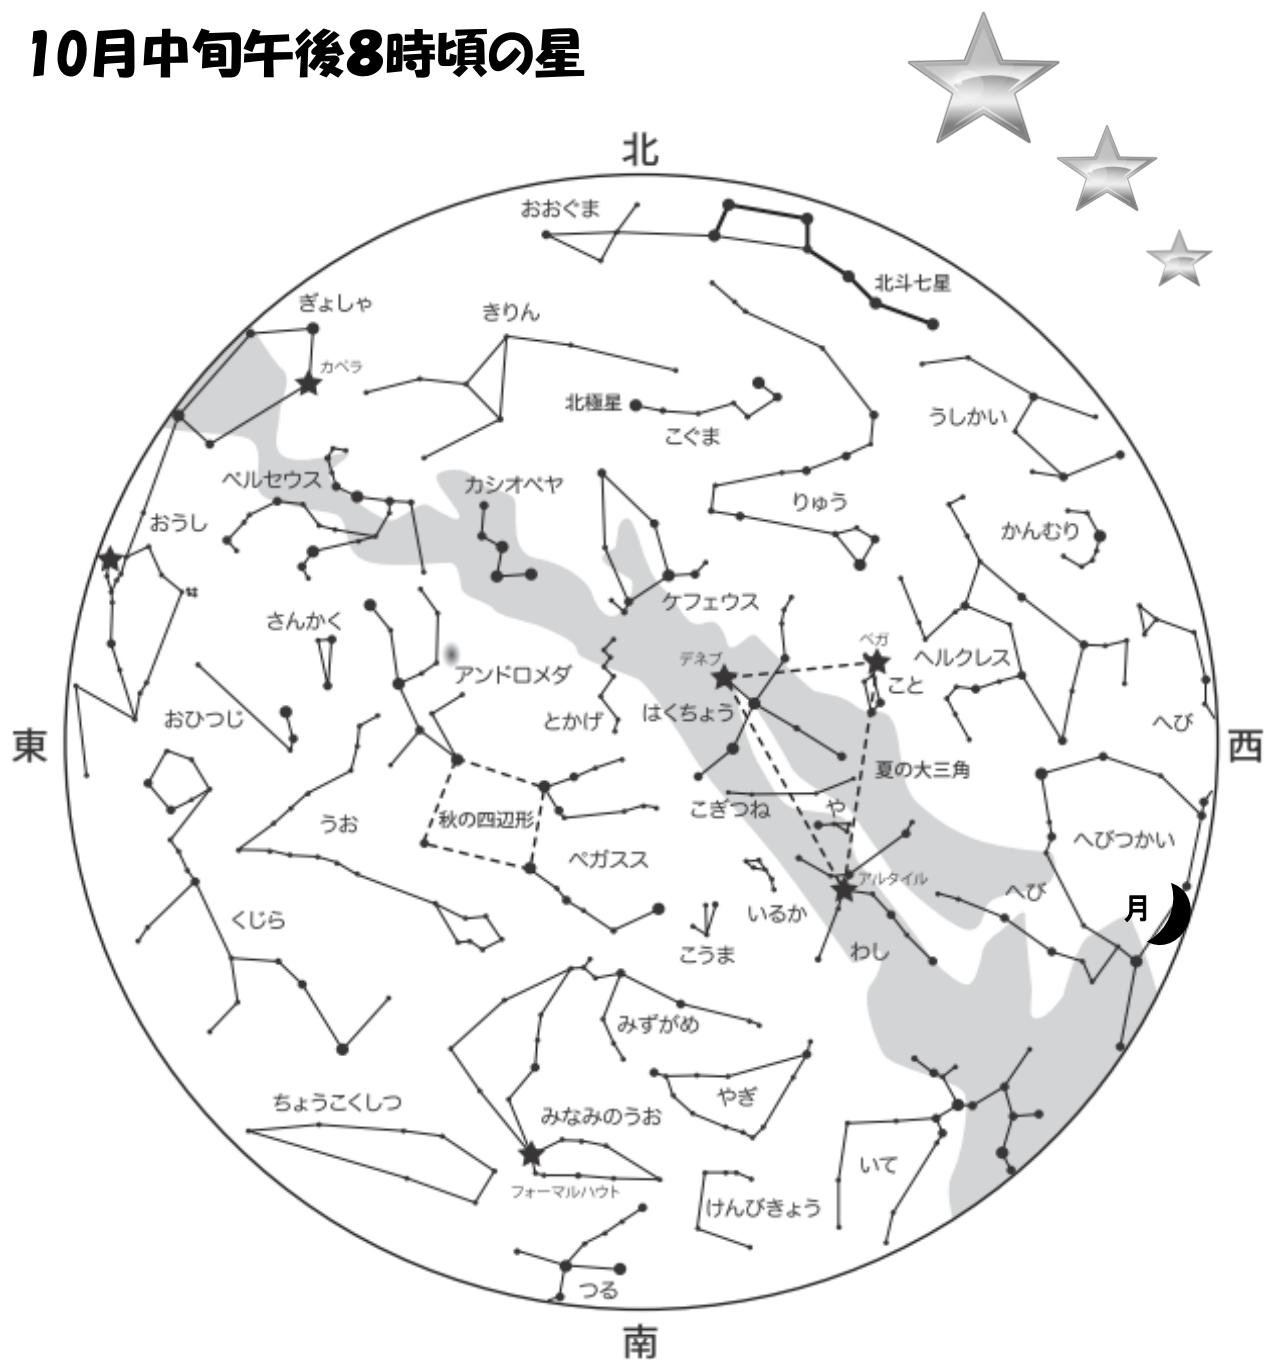 10月中旬午後8時頃の星
北
おおぐま
北斗七星
ぎょしゃ
きりん
カペラ
北極星
こぐま
うしかい
ペルセウス
カシオペヤ
りゅう
おうし
かんむり
さんかく
ケフェウス
ベガ
デネブ
ヘルクレス
アンドロメダ
こと
おひつじ
とかげ
はくちょう
へび
東
西
夏の大三角
こぎつね
や
うお
秋の四辺形
へびつかい
ペガスス
アルタイル
へび
月
くじら
いるか
こうま
わし
みずがめ
やぎ
ちょうこくしつ
みなみのうお
いて
フォーマルハウト
けんびきょう
つる
南